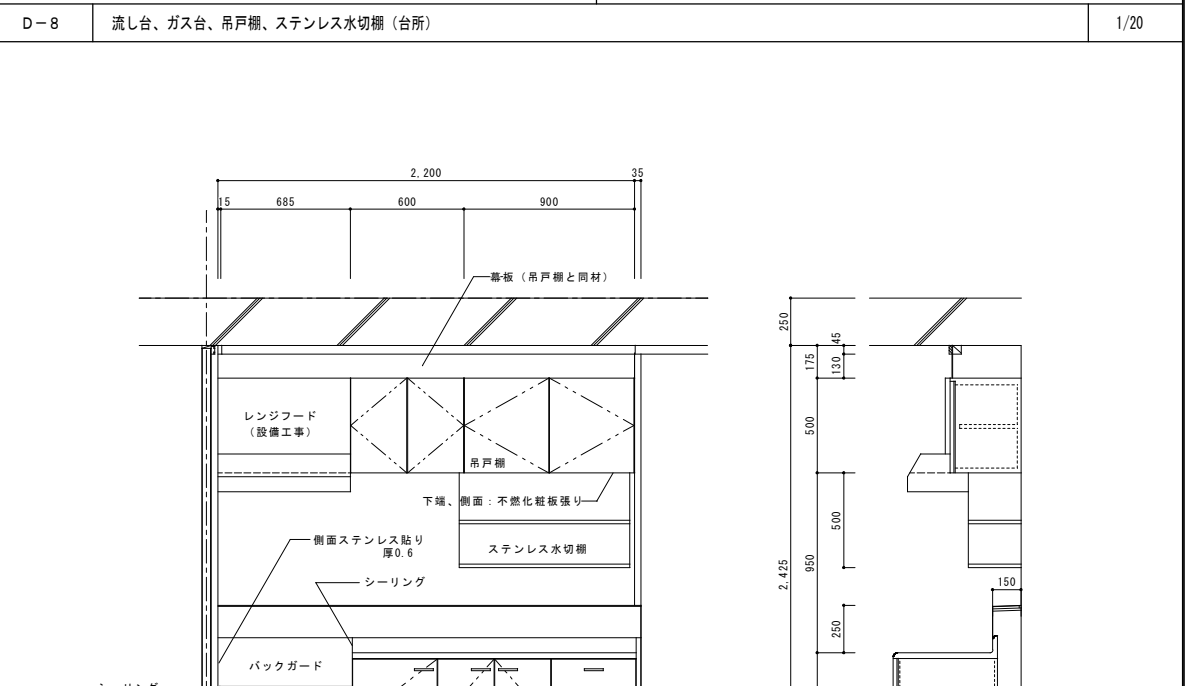 D－8
流し台、ガス台、吊戸棚、ステンレス水切棚（台所）
1/20
2,200
35
15
685
600
900
幕板（吊戸棚と同材）
250
45
175
130
レンジフード
（設備工事）
500
吊戸棚
下端、側面：不燃化粧板張り
500
側面ステンレス貼り
厚0.6
ステンレス水切棚
950
2,425
シーリング
150
250
バックガード